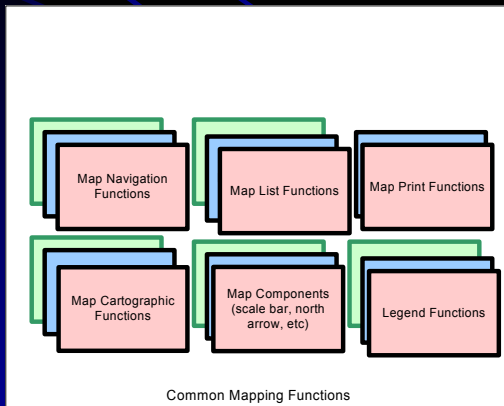 Map Navigation
Functions
Map List Functions
Map Print Functions
Map Cartographic
Functions
Map Components
(scale bar, north
arrow, etc)
Legend Functions
Common Mapping Functions